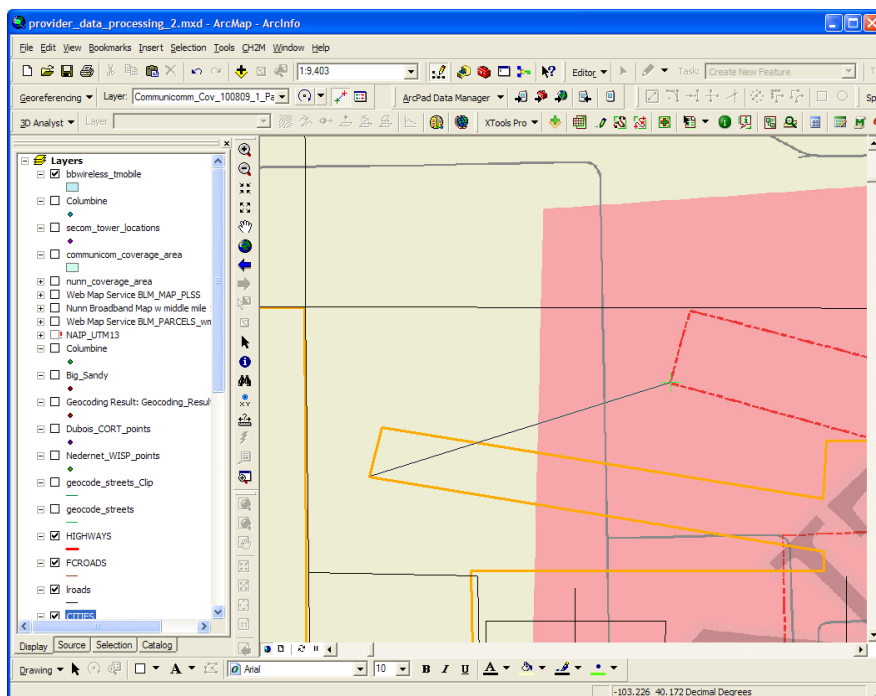 provider_data_processing_2.mxd - ArcMap - ArcInfo
File Edit View Bookmarks Insert Selection Tools CH2M Window Help
1:9,403 Editor Task: Create New Feature
Georeferencing Layer: Communicomm_Cov_100809_1_Pa ArcPad Data Manager Sp
3D Analyst Layer: XTools Pro
Layers
bbwireless_tmobile
Columbine
secom_tower_locations
communicom_coverage_area
nunn_coverage_area
Web Map Service BLM_MAP_PLSS
Nunn Broadband Map w middle mile
Web Map Service BLM_PARCELS_wm
NAIP_UTM13
Columbine
Big_Sandy
Geocoding Result: Geocoding_Resul
Dubois_CORT_points
Nedernet_WISP_points
geocode_streets_Clip
geocode_streets
HIGHWAYS
FCROADS
lroads
CITIES
Display Source Selection Catalog
Drawing A Arial 10 B I U A
-103.226 40.172 Decimal Degrees